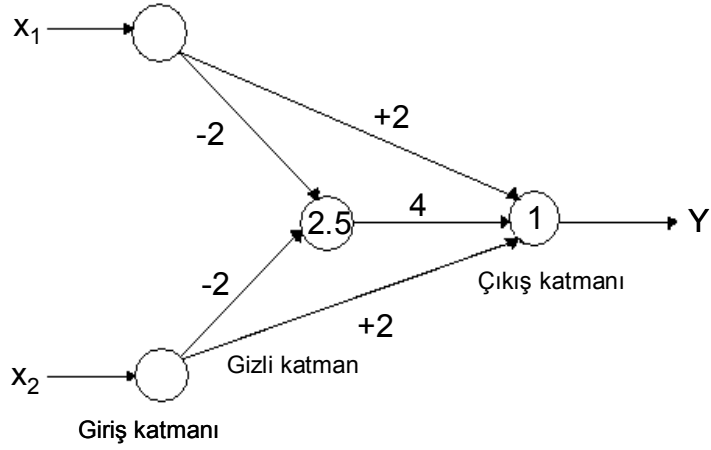 x₁
+2
-2
2.5
4
1
Y
Çıkış katmanı
-2
+2
Gizli katman
x₂
Giriş katmanı